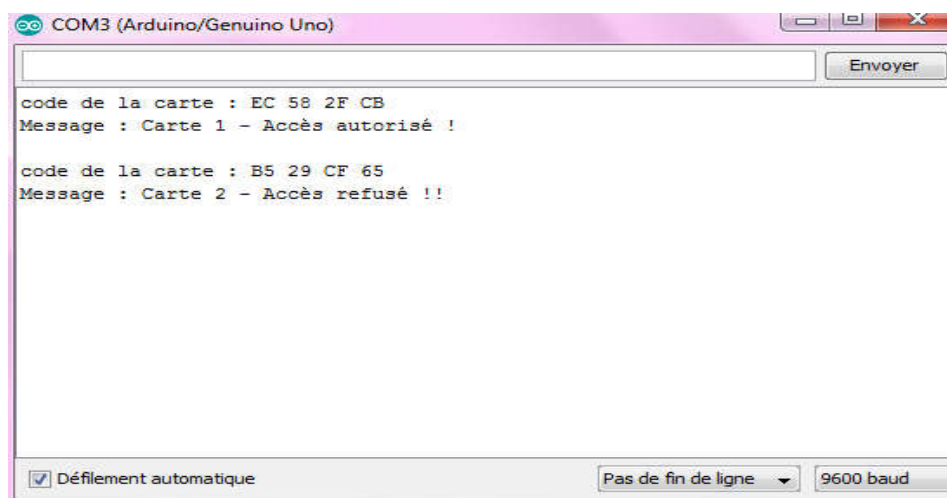 COM3 (Arduino/Genuino Uno)
Envoyer
code de la carte : EC 58 2F CB
Message : Carte 1 - Accès autorisé !
code de la carte : B5 29 CF 65
Message : Carte 2 - Accès refusé !!
Défilement automatique
Pas de fin de ligne
9600 baud